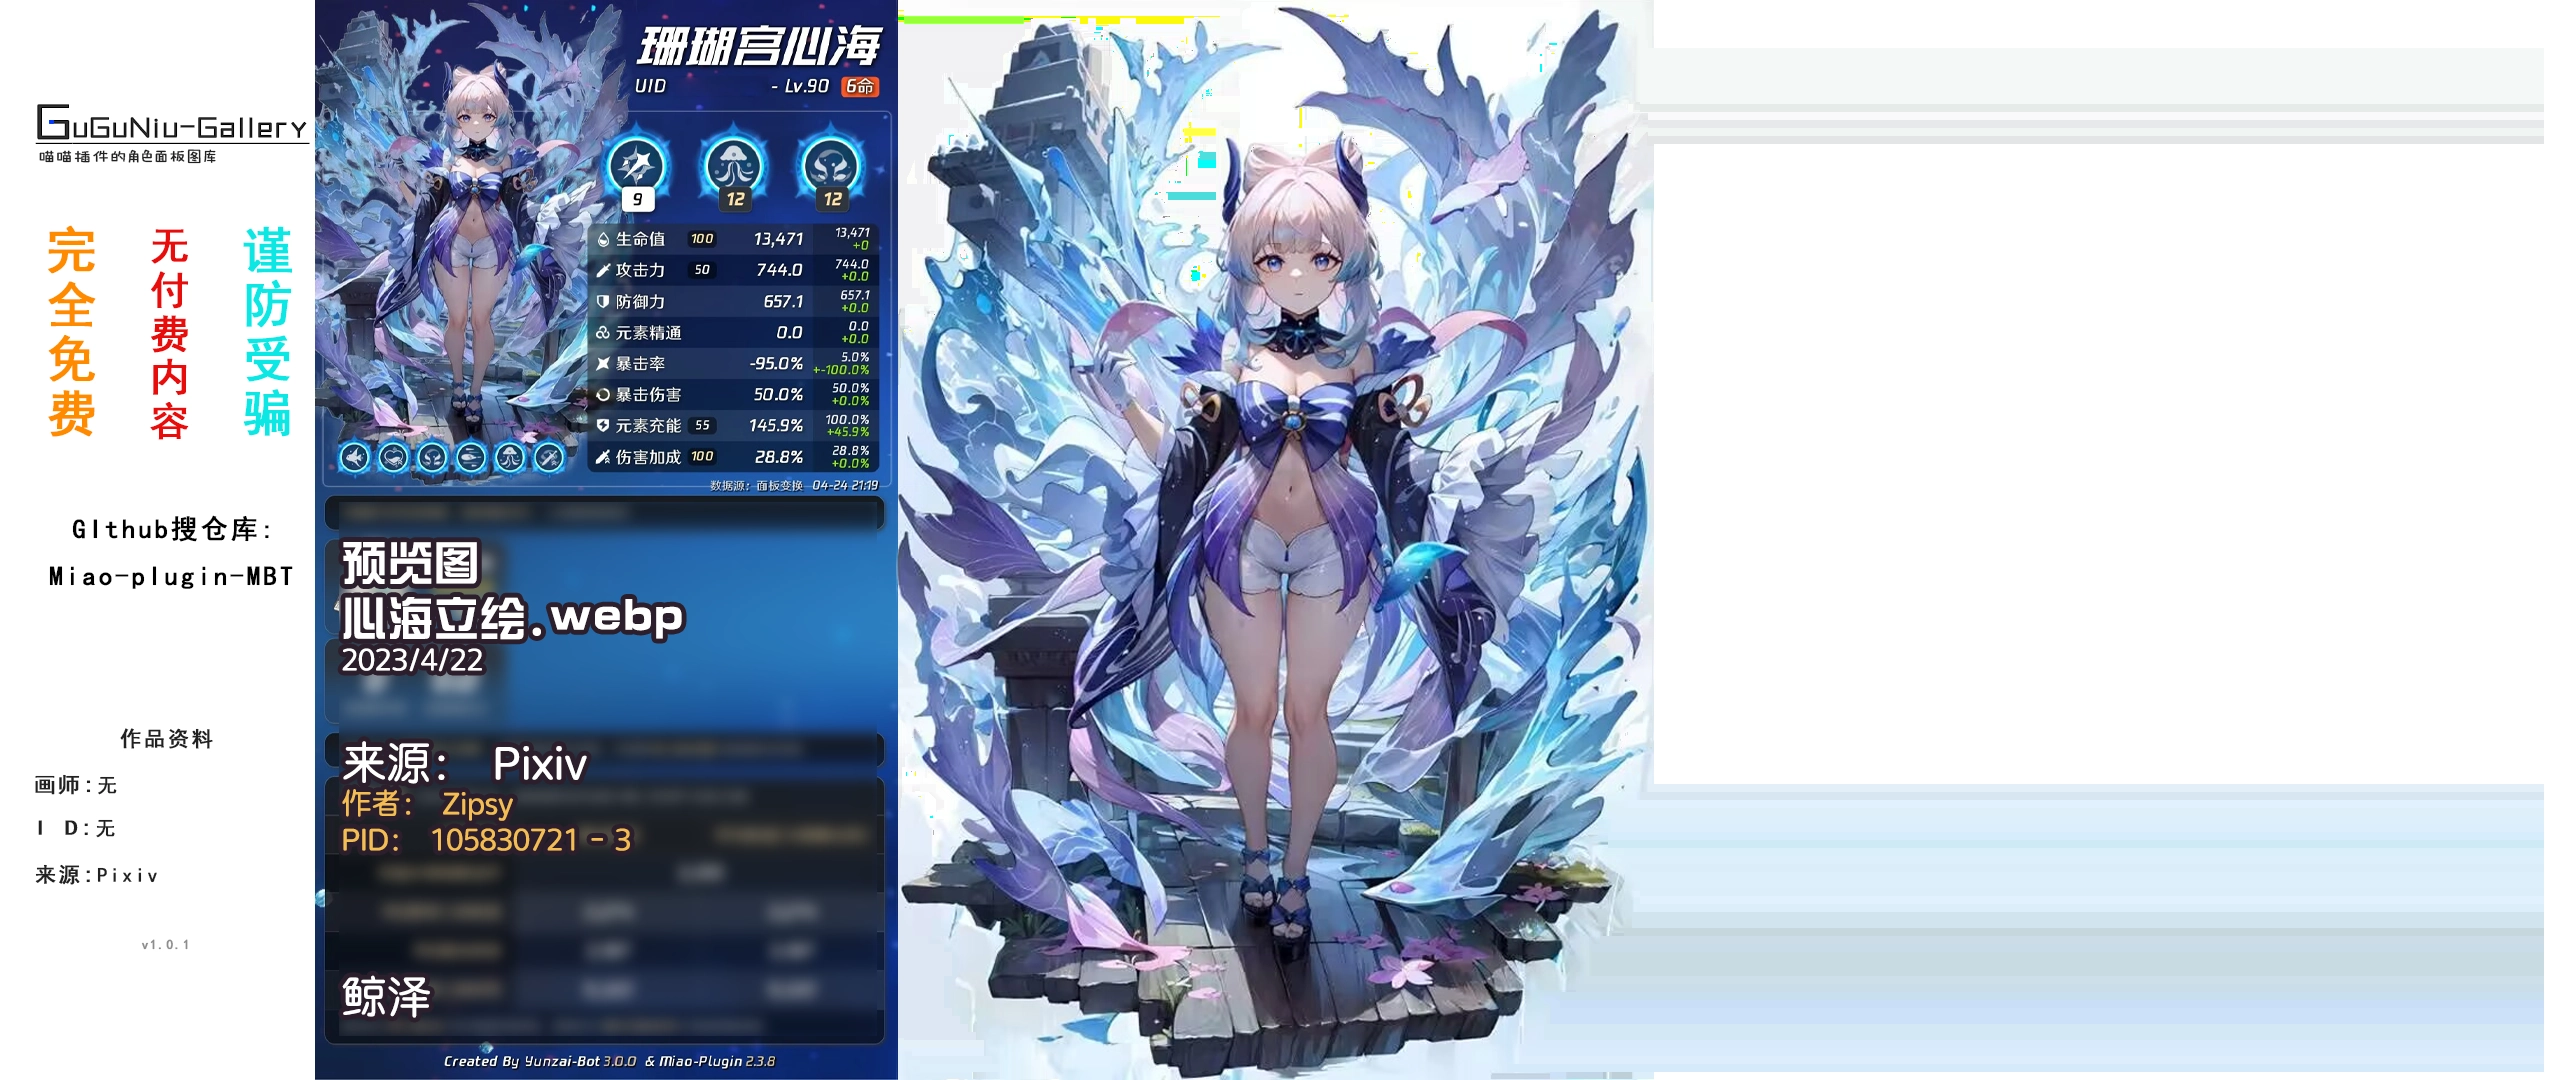 GuGuNiu-Gallery
喵喵插件的角色面板图库
完全免费
无付费内容
谨防受骗
GIthub搜仓库:
Miao-plugin-MBT
作品资料
画师:无
I D:无
来源:Pixiv
v1.0.1
珊瑚宫心海
UID - Lv.90 6命
9 12 12
生命值 100 13,471 13,471 +0
攻击力 50 744.0 744.0 +0.0
防御力 657.1 657.1 +0.0
元素精通 0.0 0.0 +0.0
暴击率 -95.0% 5.0% +-100.0%
暴击伤害 50.0% 50.0% +0.0%
元素充能 55 145.9% 100.0% +45.9%
伤害加成 100 28.8% 28.8% +0.0%
数据源：面板变换 04-24 21:19
预览图
心海立绘.webp
2023/4/22
来源： Pixiv
作者： Zipsy
PID： 105830721 - 3
鲸泽
Created By Yunzai-Bot 3.0.0 & Miao-Plugin 2.3.8